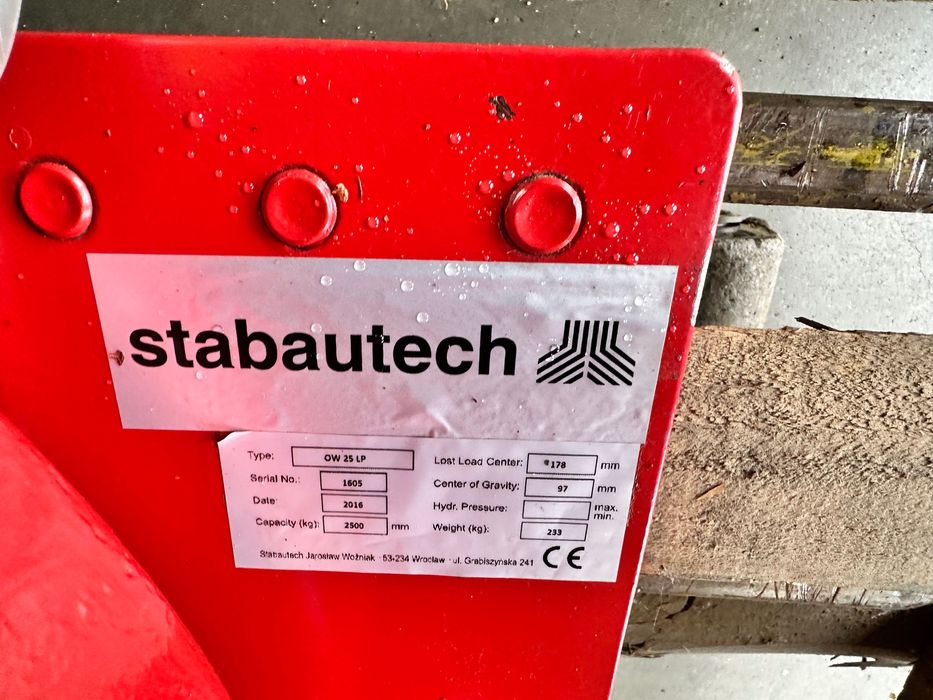 stabautech
Type: OW 25 LP
Serial No.: 1605
Date: 2016
Capacity (kg): 2500 mm
Lost Load Center: 178 mm
Center of Gravity: 97 mm
Hydr. Pressure: max. min.
Weight (kg): 233
Stabautech Jarosław Woźniak · 53-234 Wrocław · ul. Grabiszyńska 241
CE